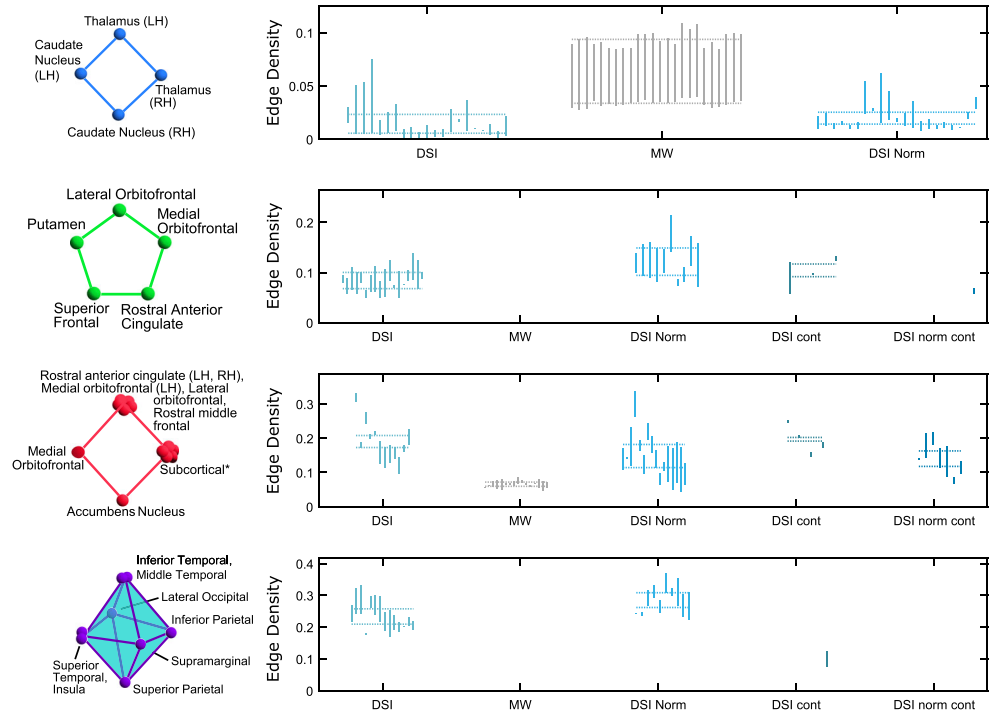 Thalamus (LH)
Caudate
Nucleus
(LH)
Thalamus
(RH)
Caudate Nucleus (RH)
Edge Density
0.1
0.05
0
DSI
MW
DSI Norm
Lateral Orbitofrontal
Putamen
Medial
Orbitofrontal
Superior
Frontal
Rostral Anterior
Cingulate
Edge Density
0.2
0.1
0
DSI
MW
DSI Norm
DSI cont
DSI norm cont
Rostral anterior cingulate (LH, RH),
Medial orbitofrontal (LH), Lateral
orbitofrontal,
Rostral middle
frontal
Medial
Orbitofrontal
Subcortical*
Accumbens Nucleus
Edge Density
0.3
0.2
0.1
0
DSI
MW
DSI Norm
DSI cont
DSI norm cont
Inferior Temporal,
Middle Temporal
Lateral Occipital
Inferior Parietal
Superior
Temporal,
Insula
Supramarginal
Superior Parietal
Edge Density
0.4
0.3
0.2
0.1
0
DSI
MW
DSI Norm
DSI cont
DSI norm cont